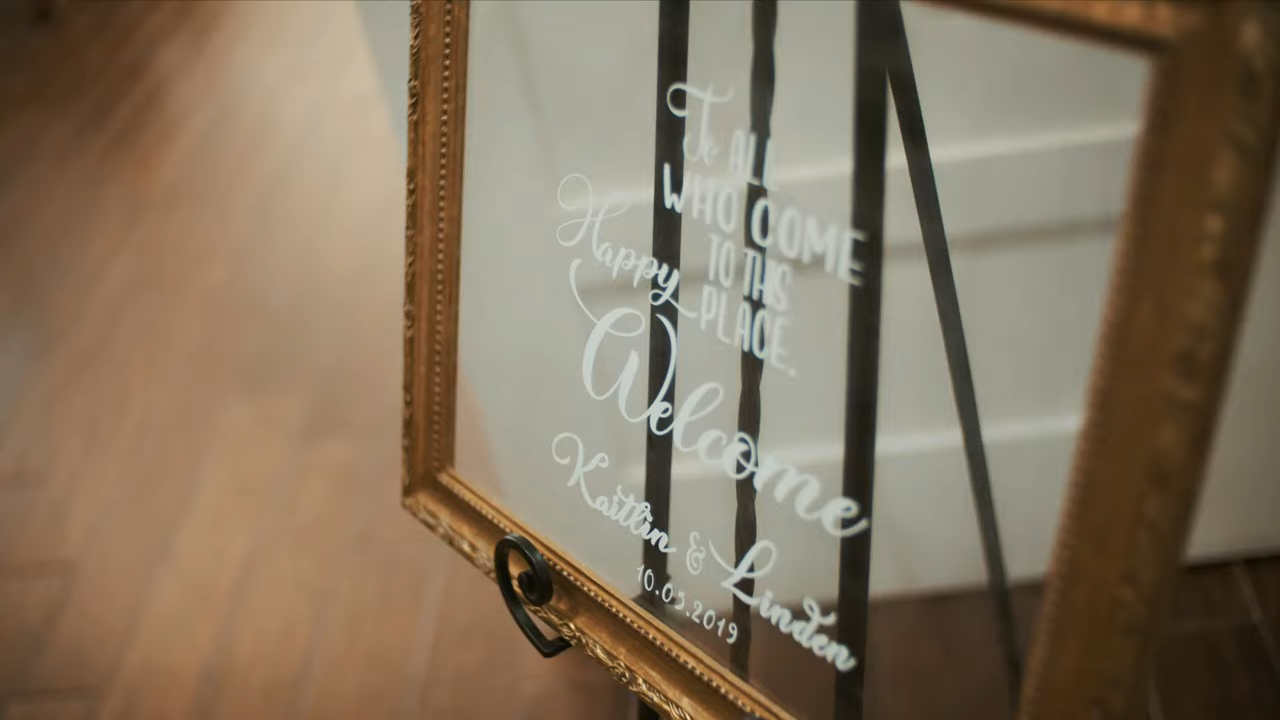 To ALL
WHO COME
TO THIS
Happy PLACE.
Welcome
Kaitlin & Linden
10.05.2019